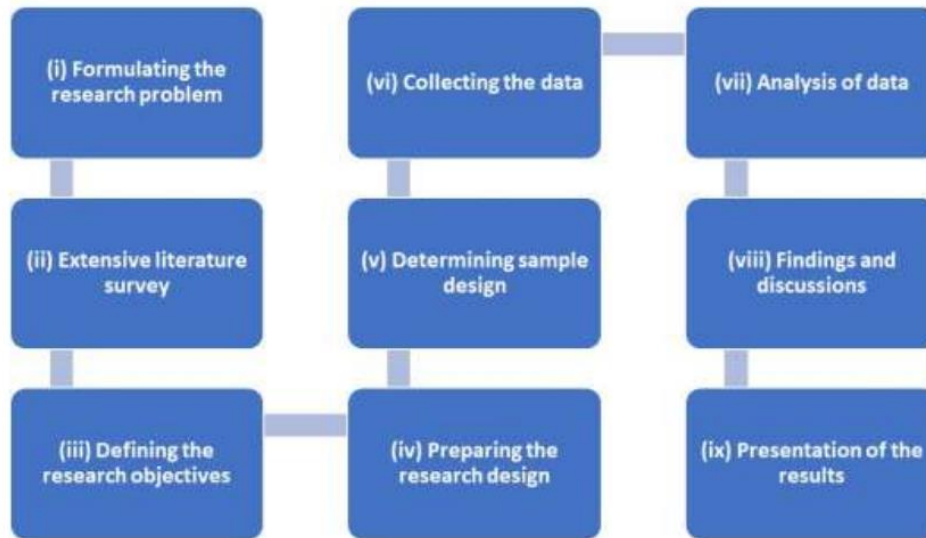 (i) Formulating the
research problem
(ii) Extensive literature
survey
(iii) Defining the
research objectives
(iv) Preparing the
research design
(v) Determining sample
design
(vi) Collecting the data
(vii) Analysis of data
(viii) Findings and
discussions
(ix) Presentation of the
results